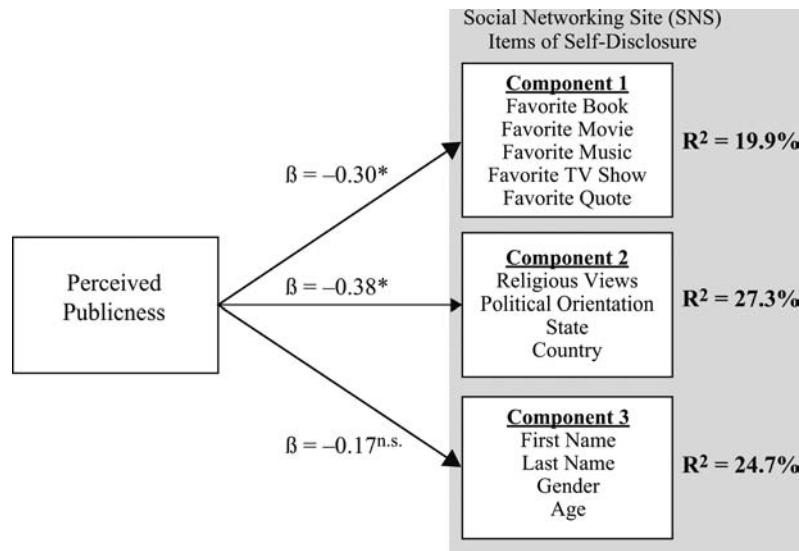 Social Networking Site (SNS)
Items of Self-Disclosure
Component 1
Favorite Book
Favorite Movie
Favorite Music
Favorite TV Show
Favorite Quote
R² = 19.9%
ß = –0.30*
Perceived
Publicness
ß = –0.38*
Component 2
Religious Views
Political Orientation
State
Country
R² = 27.3%
ß = –0.17ⁿ·ˢ·
Component 3
First Name
Last Name
Gender
Age
R² = 24.7%